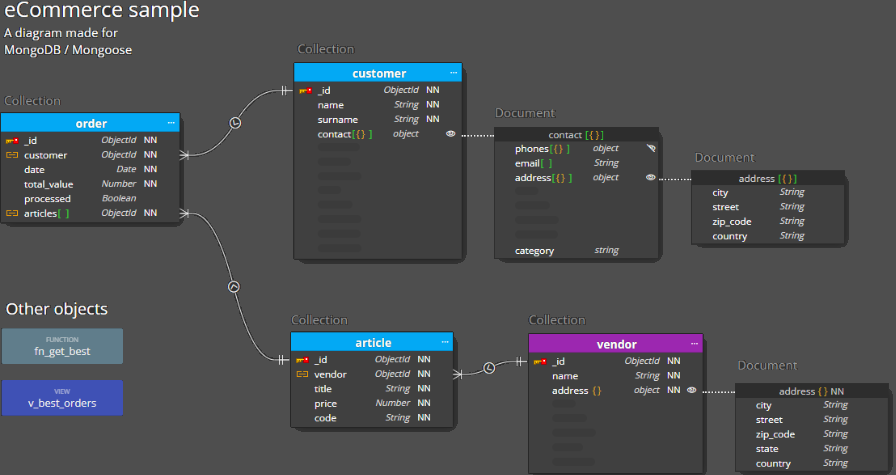 eCommerce sample
A diagram made for
MongoDB / Mongoose
Collection
order ...
_id ObjectId NN
customer ObjectId NN
date Date NN
total_value Number NN
processed Boolean
articles[ ] ObjectId NN
Collection
customer ...
_id ObjectId NN
name String NN
surname String NN
contact[{} ] object
Document
contact [{}]
phones[{} ] object
email[ ] String
address[{} ] object
category string
Document
address [{}]
city String
street String
zip_code String
country String
Other objects
FUNCTION
fn_get_best
VIEW
v_best_orders
Collection
article ...
_id ObjectId NN
vendor ObjectId NN
title String NN
price Number NN
code String NN
Collection
vendor ...
_id ObjectId NN
name String NN
address {} object NN
Document
address {} NN
city String
street String
zip_code String
state String
country String